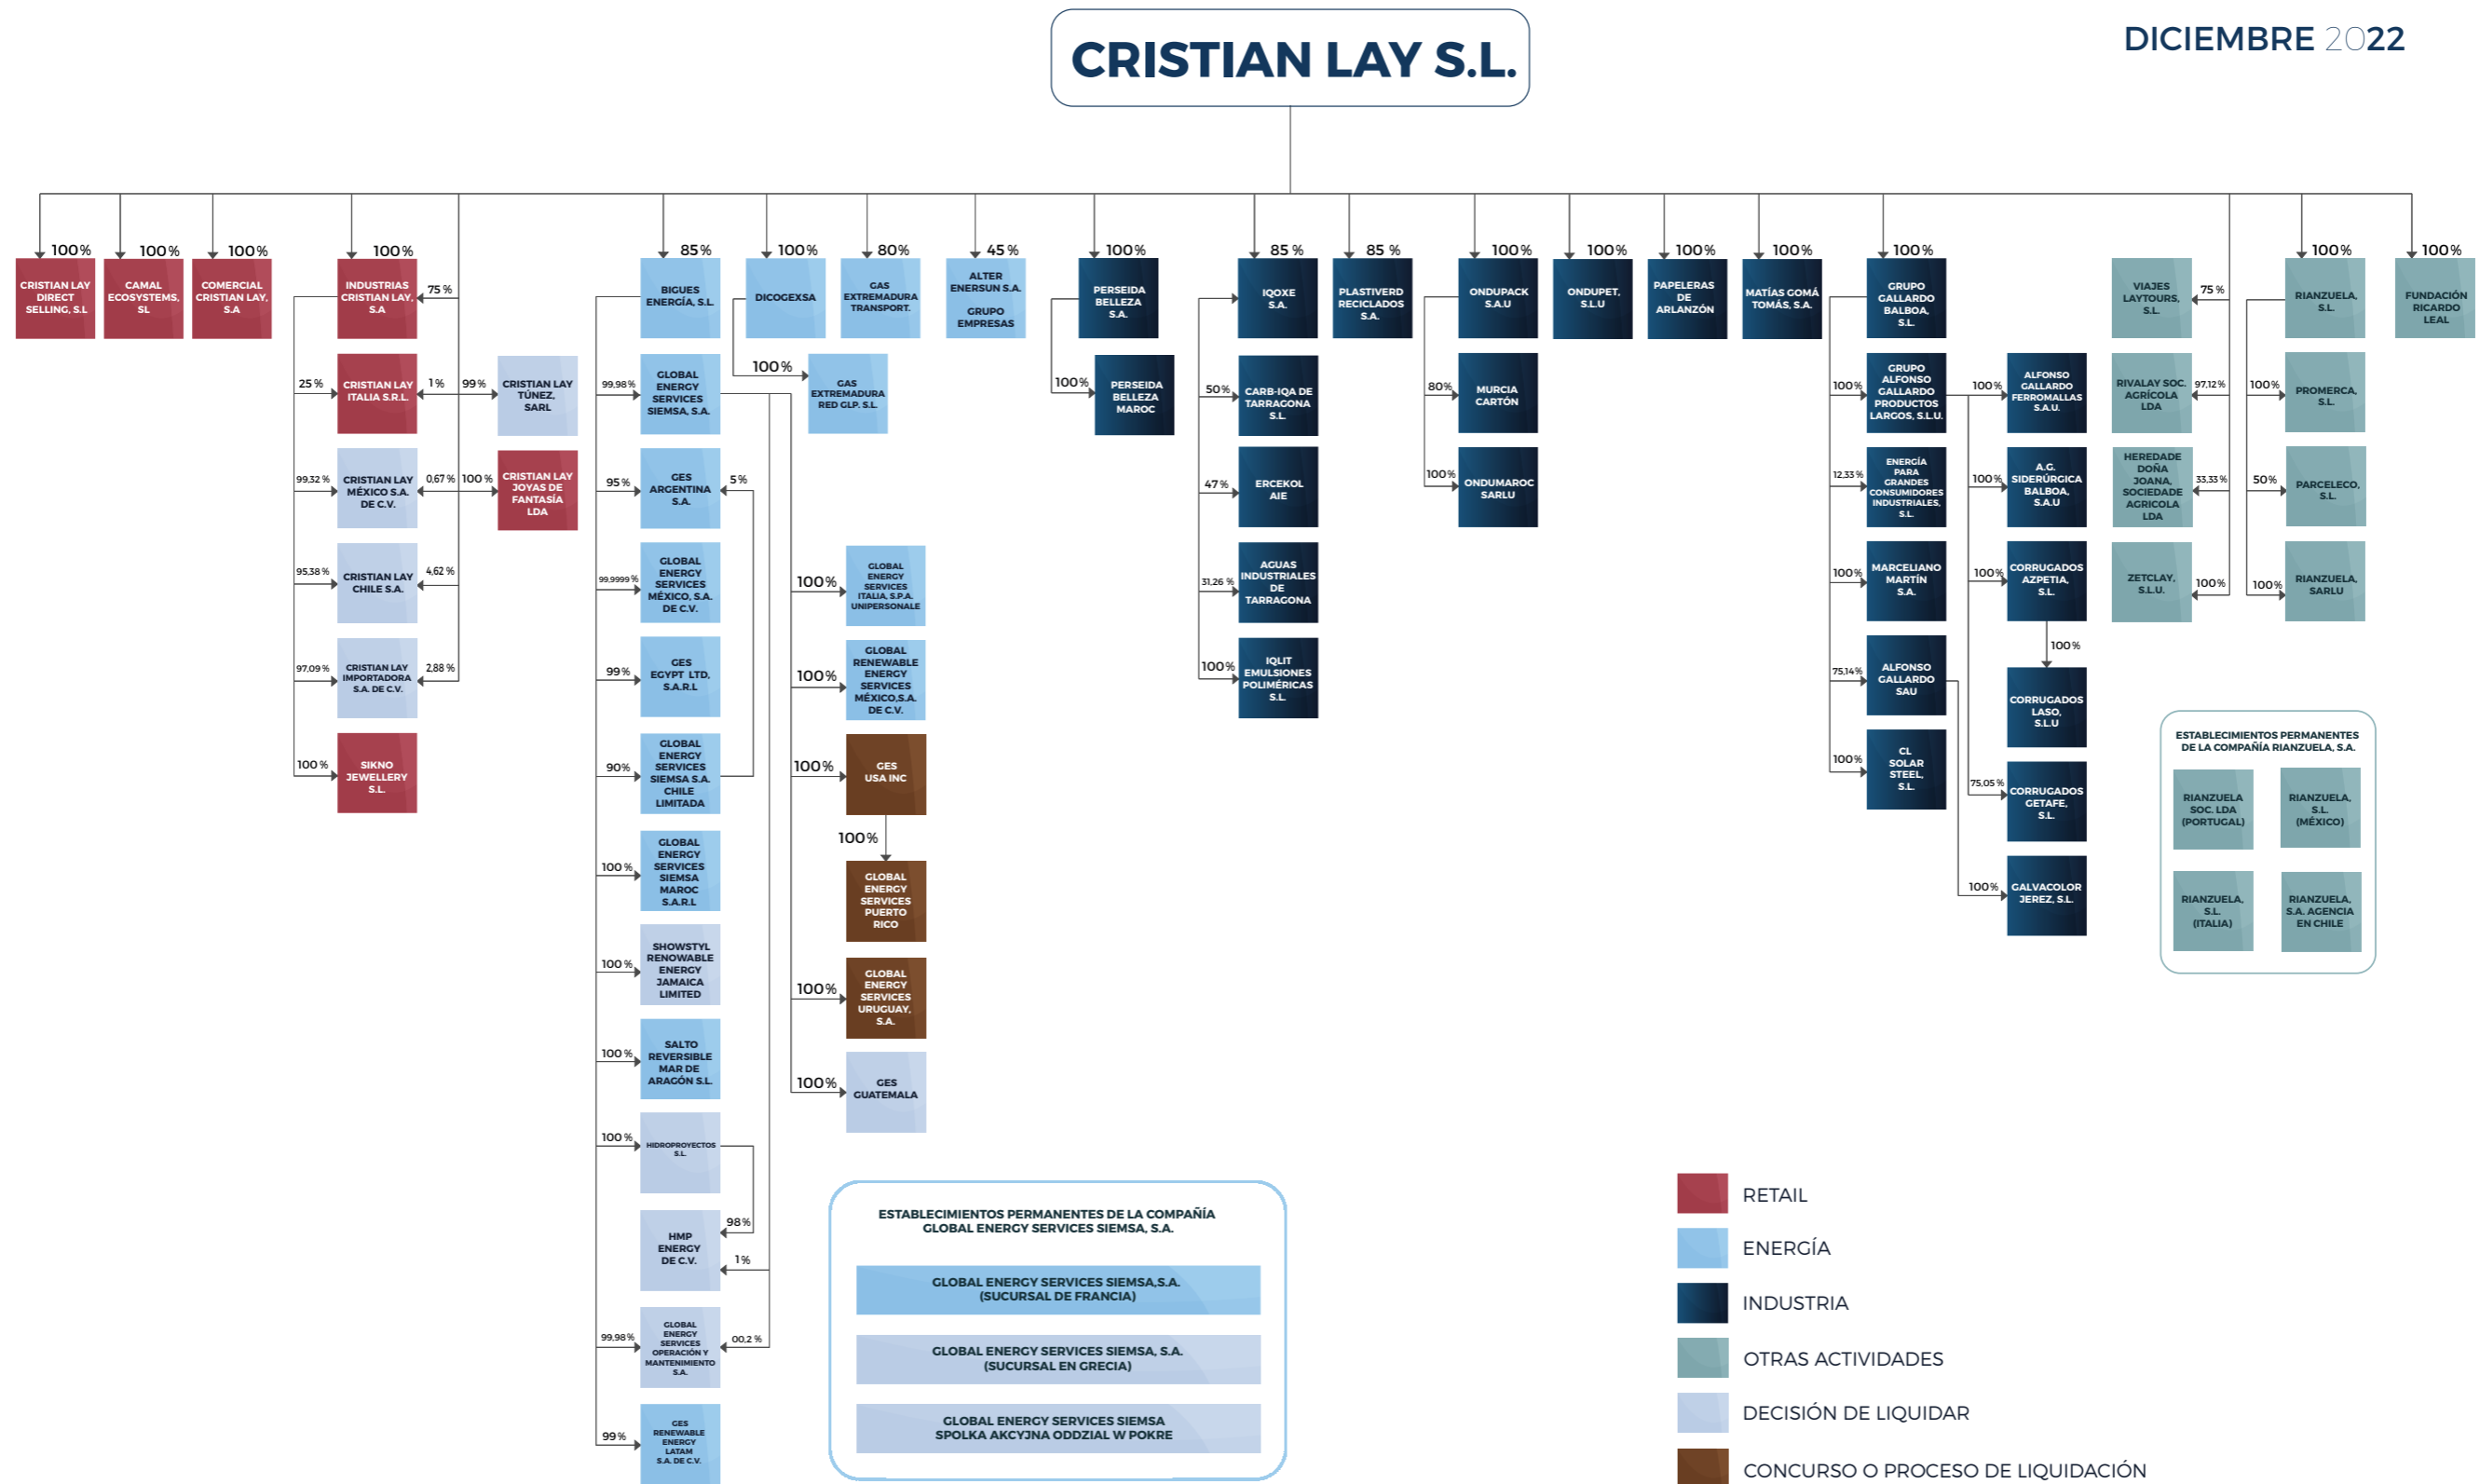 CRISTIAN LAY S.L.
DICIEMBRE 2022
100%
100%
100%
100%
85%
100%
80%
45%
100%
85 %
85 %
100%
100%
100%
100%
100%
100%
100%
CRISTIAN LAY
DIRECT
SELLING, S.L
CAMAL
ECOSYSTEMS,
SL
COMERCIAL
CRISTIAN LAY,
S.A
INDUSTRIAS
CRISTIAN LAY,
S.A
75 %
25 %
CRISTIAN LAY
ITALIA S.R.L.
1 %
99%
CRISTIAN LAY
TÚNEZ,
SARL
99,32 %
CRISTIAN LAY
MÉXICO S.A.
DE C.V.
0,67 %
100 %
CRISTIAN LAY
JOYAS DE
FANTASÍA
LDA
95,38 %
CRISTIAN LAY
CHILE S.A.
4,62 %
97,09 %
CRISTIAN LAY
IMPORTADORA
S.A. DE C.V.
2,88 %
100 %
SIKNO
JEWELLERY
S.L.
BIGUES
ENERGÍA, S.L.
99,98%
GLOBAL
ENERGY
SERVICES
SIEMSA, S.A.
95 %
GES
ARGENTINA
S.A.
5%
99,9999 %
GLOBAL
ENERGY
SERVICES
MÉXICO, S.A.
DE C.V.
99%
GES
EGYPT LTD,
S.A.R.L
90%
GLOBAL
ENERGY
SERVICES
SIEMSA S.A.
CHILE
LIMITADA
100 %
GLOBAL
ENERGY
SERVICES
SIEMSA
MAROC
S.A.R.L
100 %
SHOWSTYL
RENOWABLE
ENERGY
JAMAICA
LIMITED
100 %
SALTO
REVERSIBLE
MAR DE
ARAGÓN S.L.
100 %
HIDROPROYECTOS
S.L.
98%
HMP
ENERGY
DE C.V.
1 %
99,98 %
GLOBAL
ENERGY
SERVICES
OPERACIÓN Y
MANTENIMIENTO
S.A.
00,2 %
99%
GES
RENEWABLE
ENERGY
LATAM
S.A. DE C.V.
DICOGEXSA
100%
GAS
EXTREMADURA
RED GLP. S.L.
GAS
EXTREMADURA
TRANSPORT.
ALTER
ENERSUN S.A.
GRUPO
EMPRESAS
100%
GLOBAL
ENERGY
SERVICES
ITALIA, S.P.A.
UNIPERSONALE
100%
GLOBAL
RENEWABLE
ENERGY
SERVICES
MÉXICO,S.A.
DE C.V.
100%
GES
USA INC
100%
GLOBAL
ENERGY
SERVICES
PUERTO
RICO
100%
GLOBAL
ENERGY
SERVICES
URUGUAY,
S.A.
100%
GES
GUATEMALA
PERSEIDA
BELLEZA
S.A.
100%
PERSEIDA
BELLEZA
MAROC
IQOXE
S.A.
50%
CARB-IQA DE
TARRAGONA
S.L.
47 %
ERCEKOL
AIE
31,26 %
AGUAS
INDUSTRIALES
DE
TARRAGONA
100%
IQLIT
EMULSIONES
POLIMÉRICAS
S.L.
PLASTIVERD
RECICLADOS
S.A.
ONDUPACK
S.A.U
80%
MURCIA
CARTÓN
100%
ONDUMAROC
SARLU
ONDUPET,
S.L.U
PAPELERAS
DE
ARLANZÓN
MATÍAS GOMÁ
TOMÁS, S.A.
GRUPO
GALLARDO
BALBOA,
S.L.
100%
GRUPO
ALFONSO
GALLARDO
PRODUCTOS
LARGOS, S.L.U.
12,33 %
ENERGÍA
PARA
GRANDES
CONSUMIDORES
INDUSTRIALES,
S.L.
100%
MARCELIANO
MARTÍN
S.A.
75,14%
ALFONSO
GALLARDO
SAU
100%
CL
SOLAR
STEEL,
S.L.
100%
ALFONSO
GALLARDO
FERROMALLAS
S.A.U.
100%
A.G.
SIDERÚRGICA
BALBOA,
S.A.U
100%
CORRUGADOS
AZPETIA,
S.L.
100%
CORRUGADOS
LASO,
S.L.U
75,05 %
CORRUGADOS
GETAFE,
S.L.
100%
GALVACOLOR
JEREZ, S.L.
VIAJES
LAYTOURS,
S.L.
75 %
RIVALAY SOC.
AGRÍCOLA
LDA
97,12 %
HEREDADE
DOÑA
JOANA,
SOCIEDADE
AGRICOLA
LDA
33,33 %
ZETCLAY,
S.L.U.
100%
RIANZUELA,
S.L.
100%
PROMERCA,
S.L.
50%
PARCELECO,
S.L.
100%
RIANZUELA,
SARLU
FUNDACIÓN
RICARDO
LEAL
ESTABLECIMIENTOS PERMANENTES
DE LA COMPAÑÍA RIANZUELA, S.A.
RIANZUELA
SOC. LDA
(PORTUGAL)
RIANZUELA,
S.L.
(MÉXICO)
RIANZUELA,
S.L.
(ITALIA)
RIANZUELA,
S.A. AGENCIA
EN CHILE
ESTABLECIMIENTOS PERMANENTES DE LA COMPAÑÍA
GLOBAL ENERGY SERVICES SIEMSA, S.A.
GLOBAL ENERGY SERVICES SIEMSA,S.A.
(SUCURSAL DE FRANCIA)
GLOBAL ENERGY SERVICES SIEMSA, S.A.
(SUCURSAL EN GRECIA)
GLOBAL ENERGY SERVICES SIEMSA
SPOLKA AKCYJNA ODDZIAL W POKRE
RETAIL
ENERGÍA
INDUSTRIA
OTRAS ACTIVIDADES
DECISIÓN DE LIQUIDAR
CONCURSO O PROCESO DE LIQUIDACIÓN